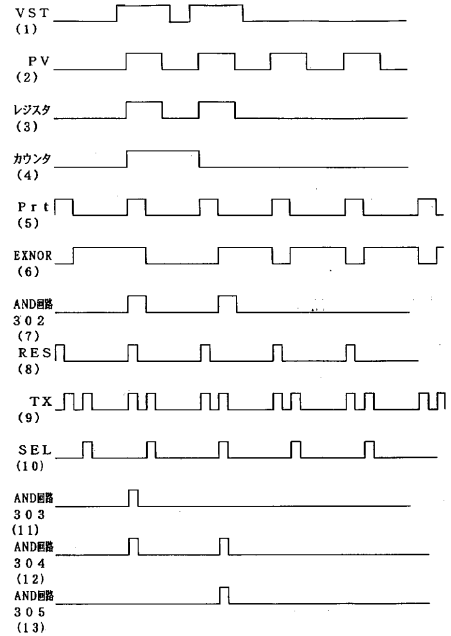 VST
(1)
PV
(2)
レジスタ
(3)
カウンタ
(4)
Prt
(5)
EXNOR
(6)
AND回路
302
(7)
RES
(8)
TX
(9)
SEL
(10)
AND回路
303
(11)
AND回路
304
(12)
AND回路
305
(13)